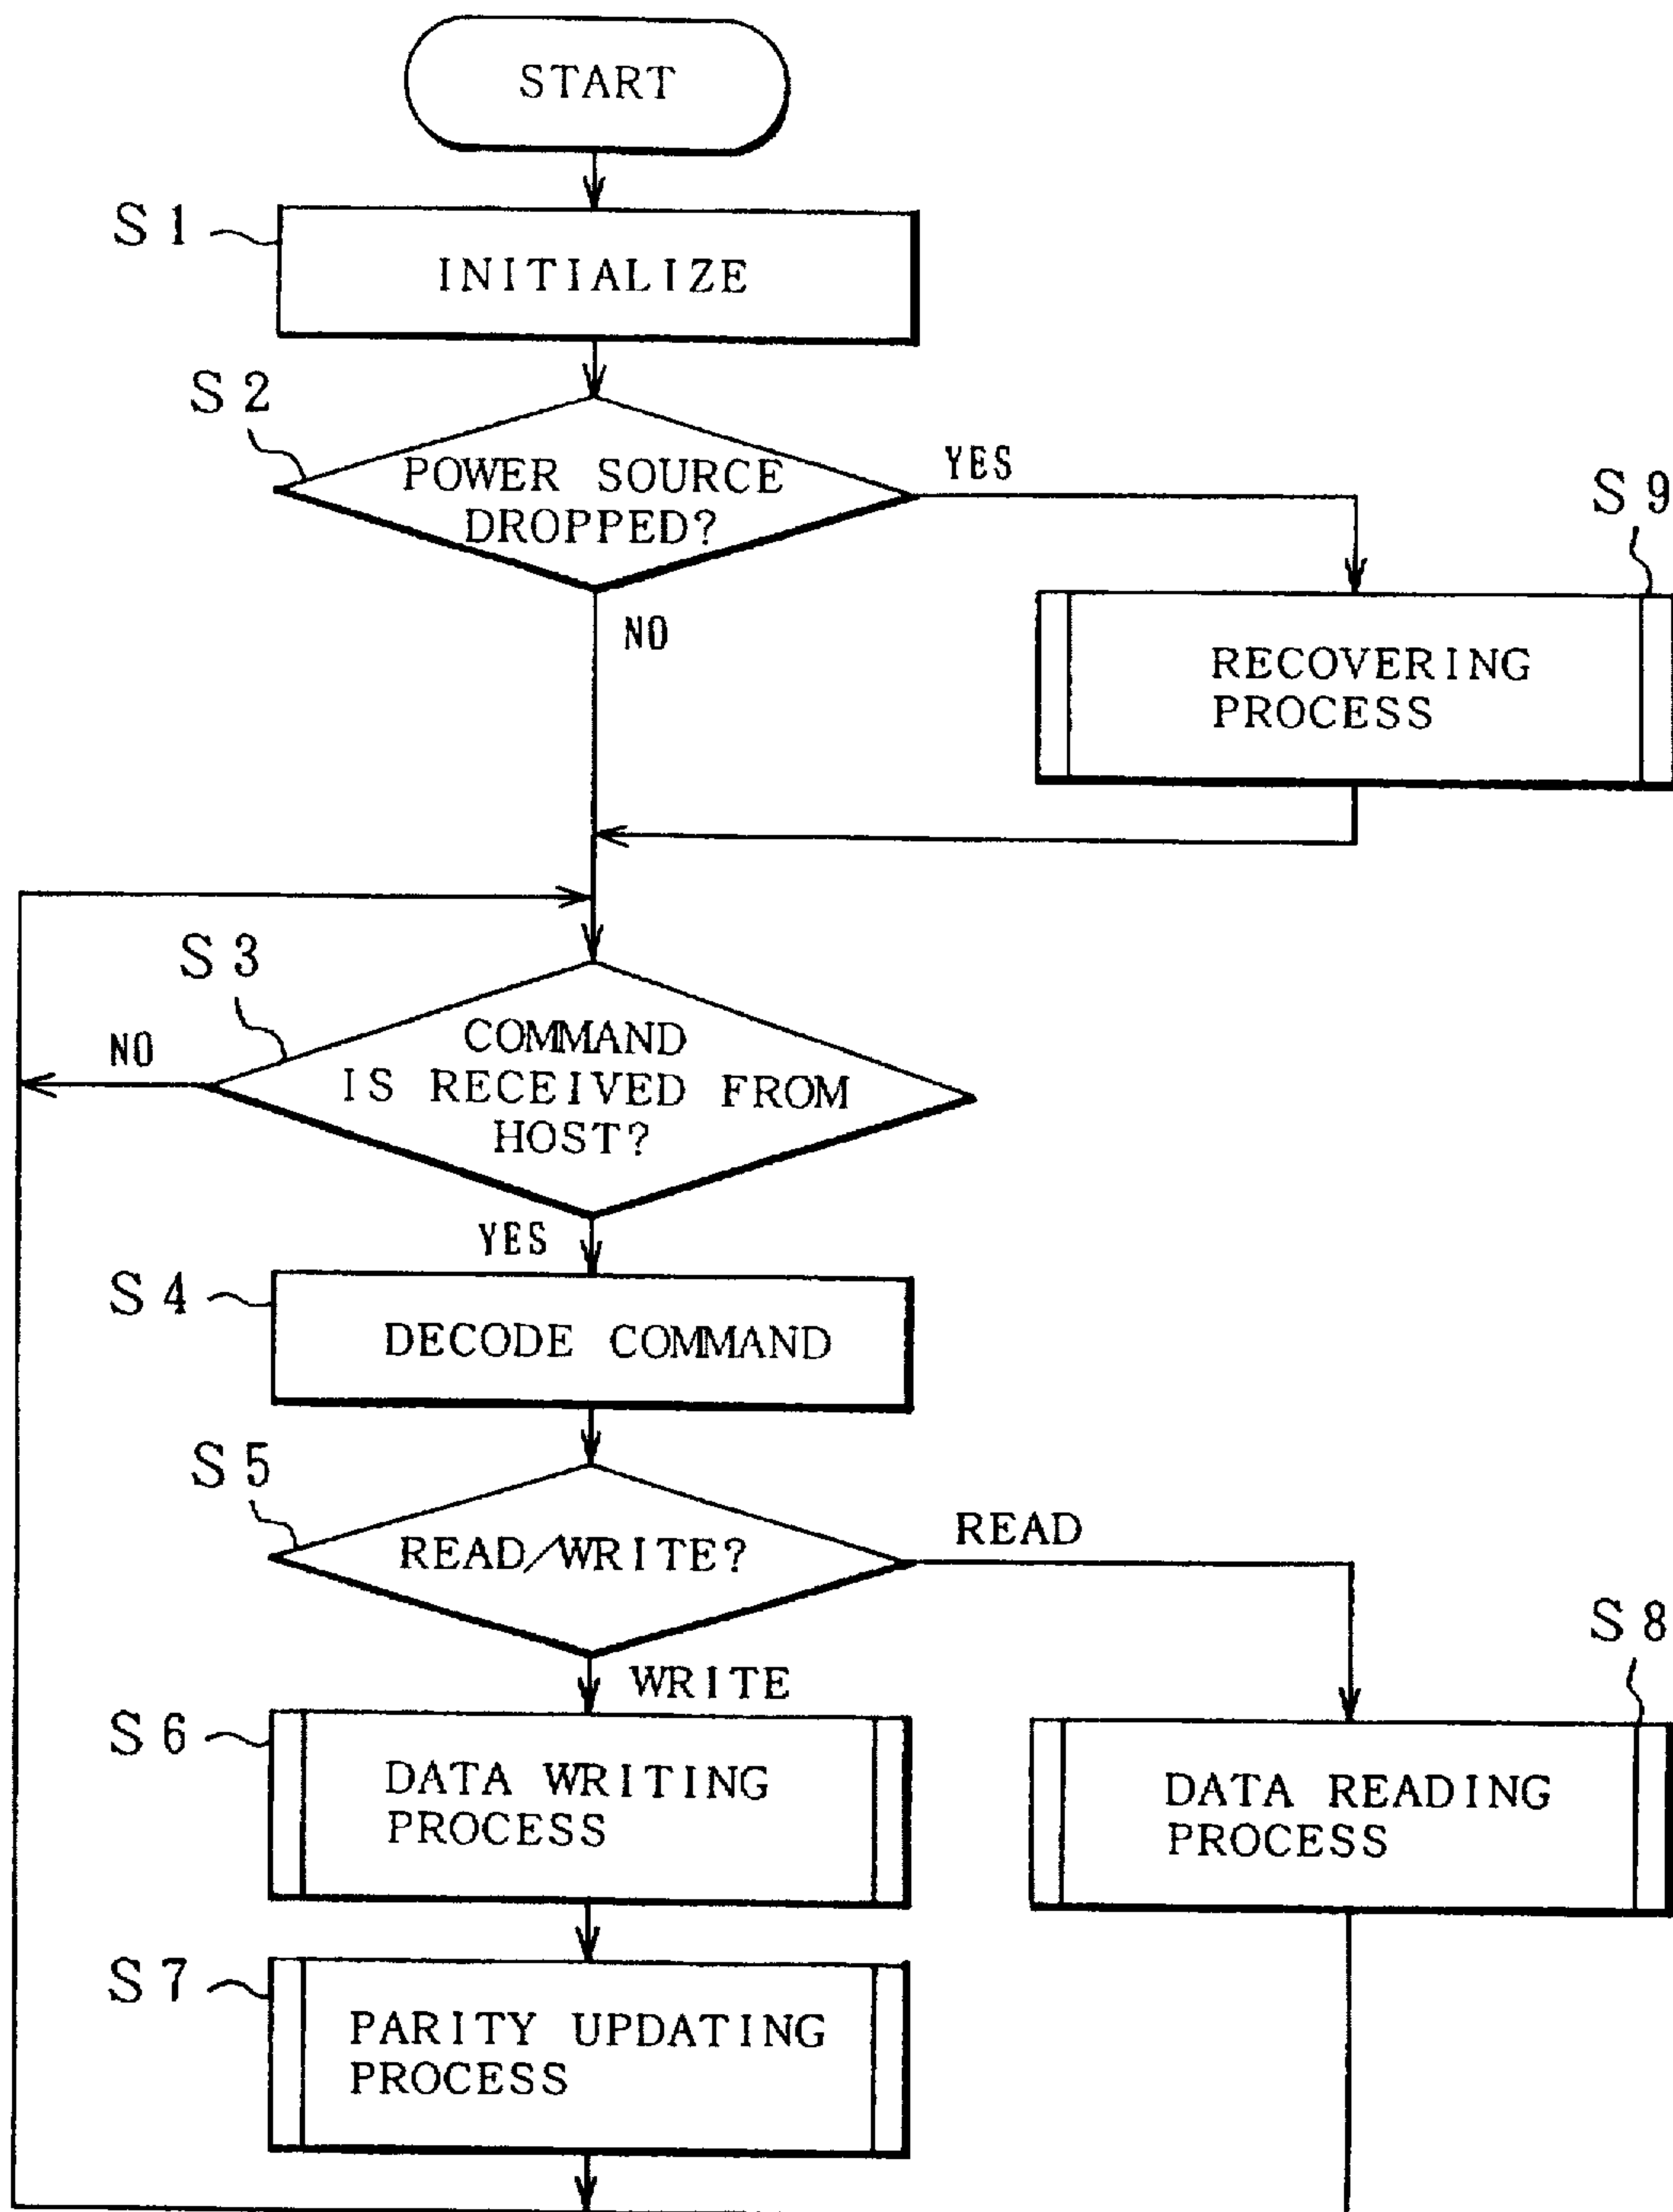 START
S1
INITIALIZE
S2
POWER SOURCE
DROPPED?
YES
NO
S9
RECOVERING
PROCESS
S3
COMMAND
IS RECEIVED FROM
HOST?
NO
YES
S4
DECODE COMMAND
S5
READ/WRITE?
READ
WRITE
S6
DATA WRITING
PROCESS
S8
DATA READING
PROCESS
S7
PARITY UPDATING
PROCESS